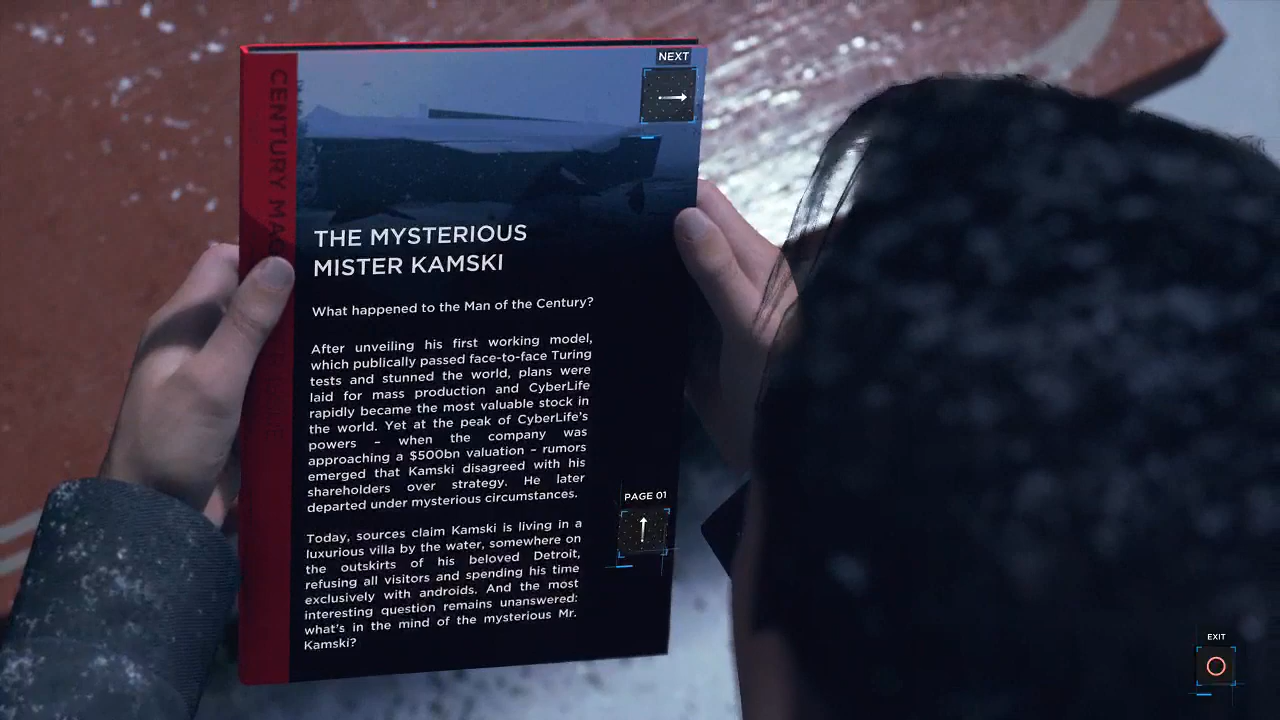 NEXT
CENTURY MAGAZINE
THE MYSTERIOUS
MISTER KAMSKI
What happened to the Man of the Century?
After unveiling his first working model,
which publically passed face-to-face Turing
tests and stunned the world, plans were
laid for mass production and CyberLife
rapidly became the most valuable stock in
the world. Yet at the peak of CyberLife's
powers – when the company was
approaching a $500bn valuation – rumors
emerged that Kamski disagreed with his
shareholders over strategy. He later
departed under mysterious circumstances.
PAGE 01
Today, sources claim Kamski is living in a
luxurious villa by the water, somewhere on
the outskirts of his beloved Detroit,
refusing all visitors and spending his time
exclusively with androids. And the most
interesting question remains unanswered:
what's in the mind of the mysterious Mr.
Kamski?
EXIT